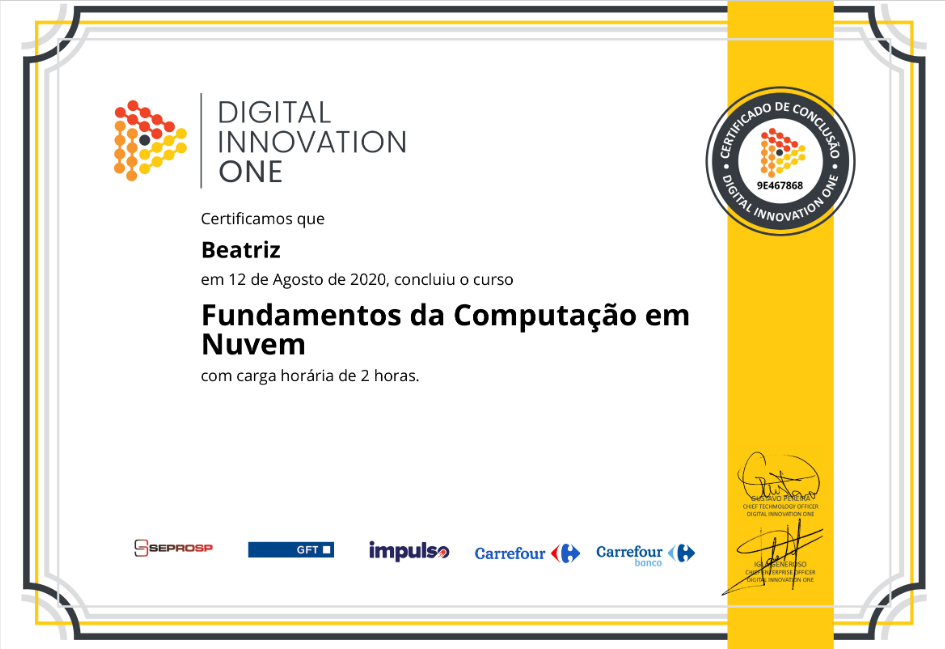 DIGITAL
INNOVATION
ONE
CERTIFICADO DE CONCLUSÃO
9E467868
• DIGITAL INNOVATION ONE •
Certificamos que
Beatriz
em 12 de Agosto de 2020, concluiu o curso
Fundamentos da Computação em
Nuvem
com carga horária de 2 horas.
GUSTAVO PEREIRA
CHIEF TECHNOLOGY OFFICER
DIGITAL INNOVATION ONE
SEPROSP
GFT
impulso
Carrefour
Carrefour
banco
GENEROSO
CHIEF ENTERPRISE OFFICER
DIGITAL INNOVATION ONE